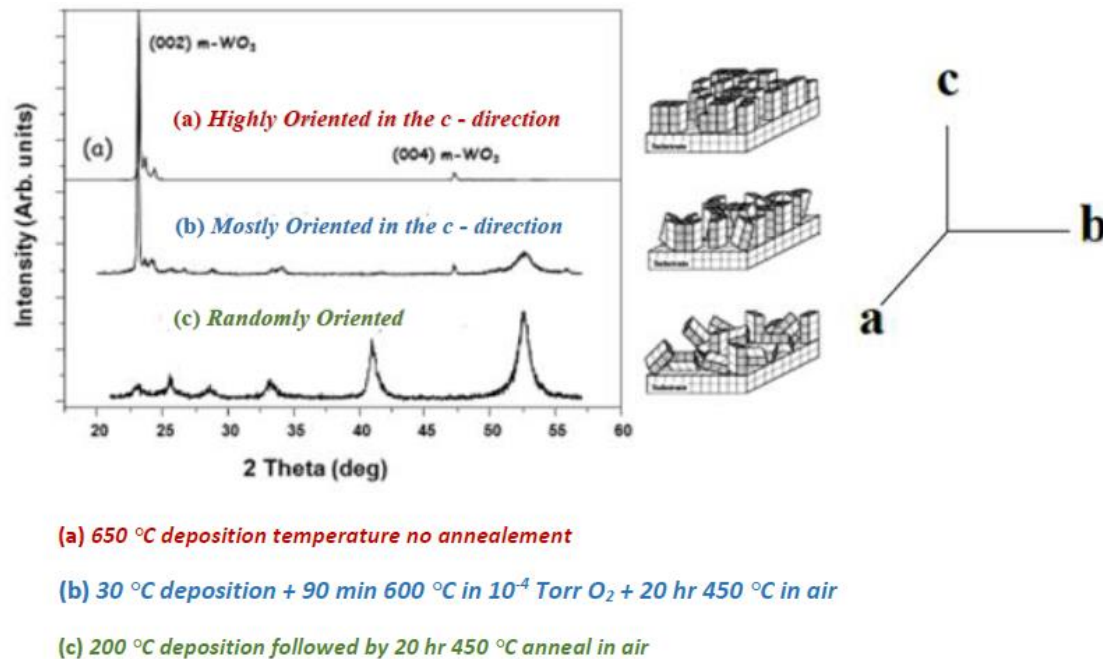 (002) m-WO₃
(a) Highly Oriented in the c - direction
(a)
(004) m-WO₃
(b) Mostly Oriented in the c - direction
(c) Randomly Oriented
Intensity (Arb. units)
20 25 30 35 40 45 50 55 60
2 Theta (deg)
Substrate
Substrate
Substrate
c
b
a
(a) 650 °C deposition temperature no annealement
(b) 30 °C deposition + 90 min 600 °C in 10⁻⁴ Torr O₂ + 20 hr 450 °C in air
(c) 200 °C deposition followed by 20 hr 450 °C anneal in air